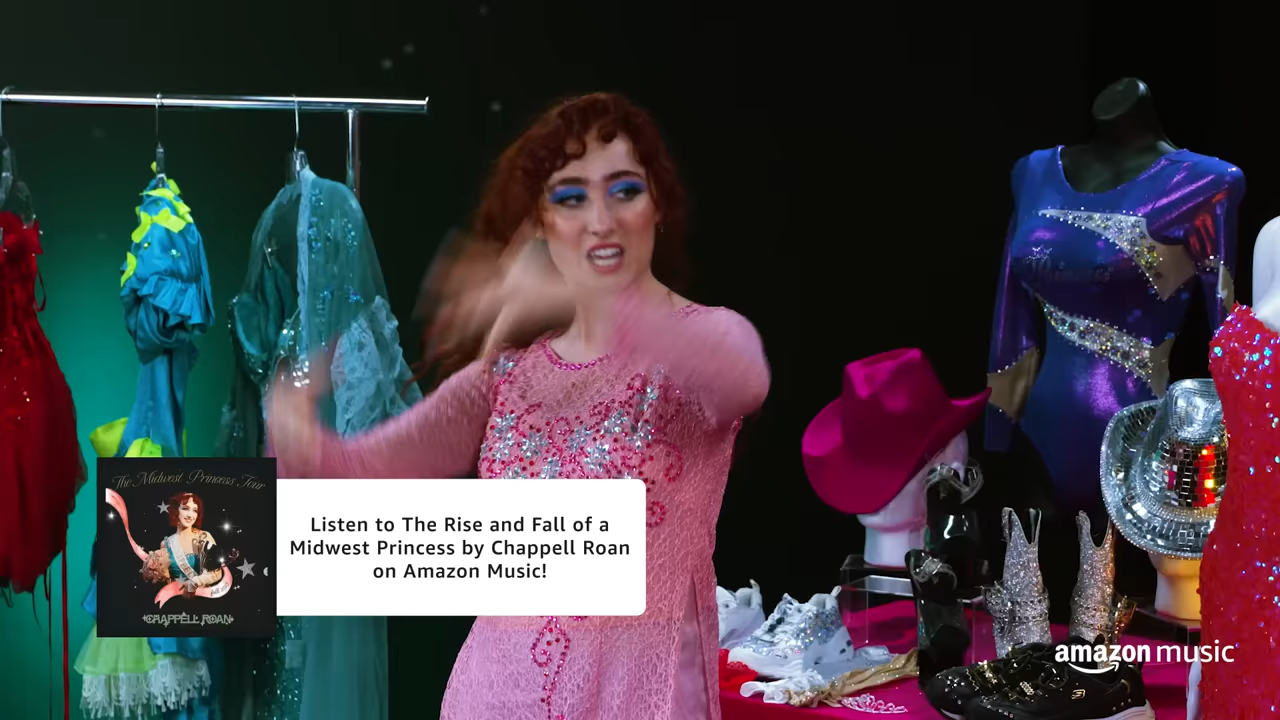 The Midwest Princess Tour
CHAPPELL ROAN
Listen to The Rise and Fall of a
Midwest Princess by Chappell Roan
on Amazon Music!
amazon music